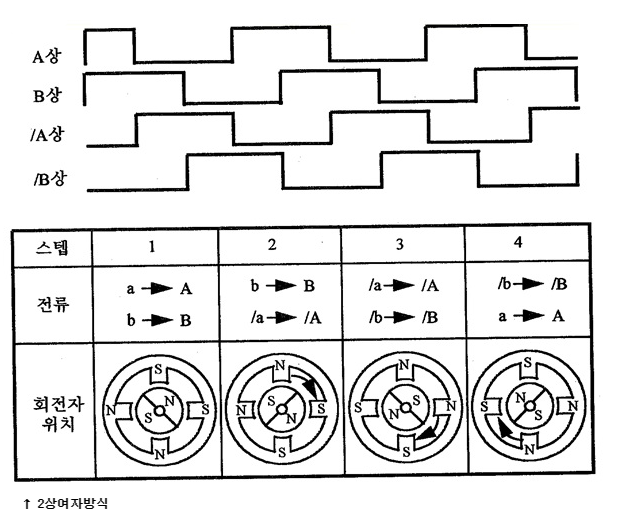 A상
B상
/A상
/B상
스텝 1 2 3 4
전류 a → A b → B /a → /A /b → /B
b → B /a → /A /b → /B a → A
S N N N
N S N S N S N S N N S N N S N
회전자
위치
N S S N
↑ 2상여자방식